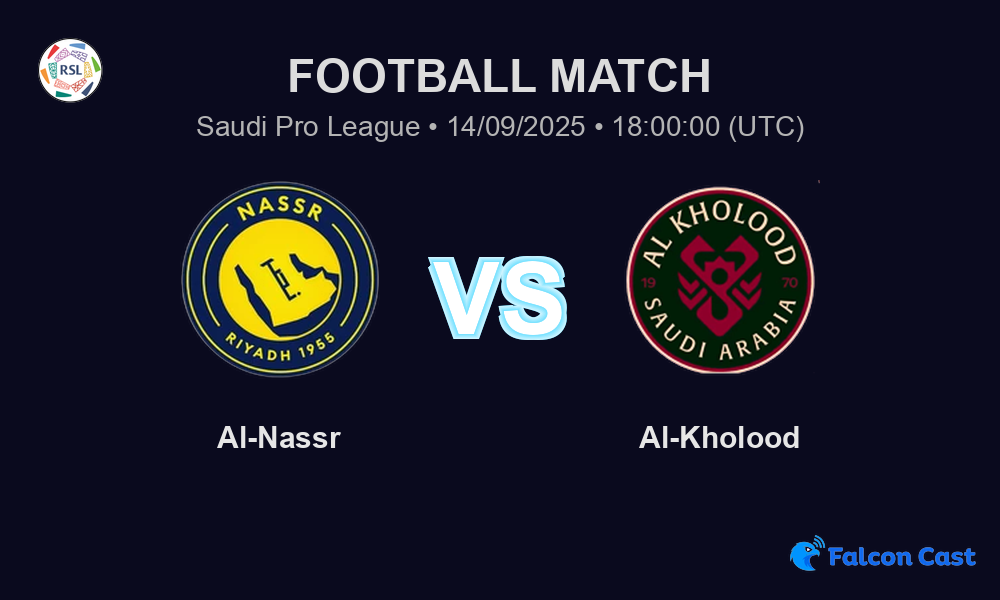 RSL
FOOTBALL MATCH
Saudi Pro League • 14/09/2025 • 18:00:00 (UTC)
NASSR
RIYADH 1955
VS
AL KHOLOOD
19 70
SAUDI ARABIA
Al-Nassr
Al-Kholood
Falcon Cast